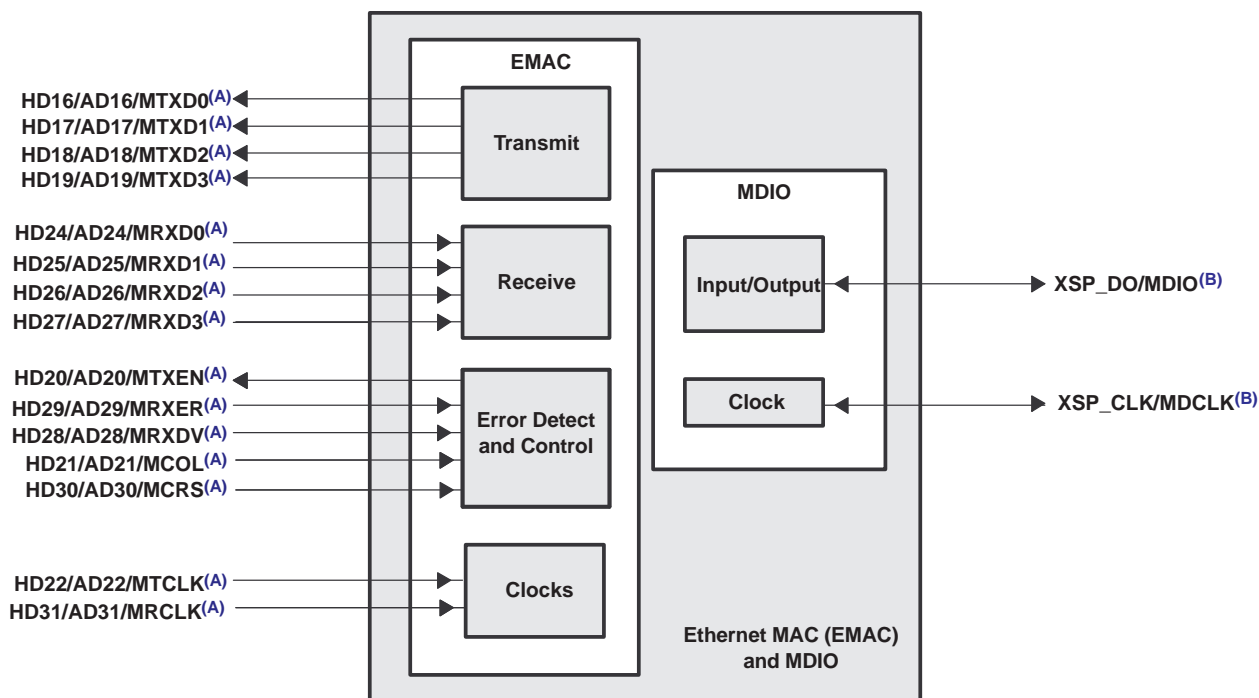 EMAC
HD16/AD16/MTXD0(A)
HD17/AD17/MTXD1(A)
HD18/AD18/MTXD2(A)
HD19/AD19/MTXD3(A)
Transmit
HD24/AD24/MRXD0(A)
HD25/AD25/MRXD1(A)
HD26/AD26/MRXD2(A)
HD27/AD27/MRXD3(A)
Receive
HD20/AD20/MTXEN(A)
HD29/AD29/MRXER(A)
HD28/AD28/MRXDV(A)
HD21/AD21/MCOL(A)
HD30/AD30/MCRS(A)
Error Detect
and Control
HD22/AD22/MTCLK(A)
HD31/AD31/MRCLK(A)
Clocks
MDIO
Input/Output
XSP_DO/MDIO(B)
Clock
XSP_CLK/MDCLK(B)
Ethernet MAC (EMAC)
and MDIO